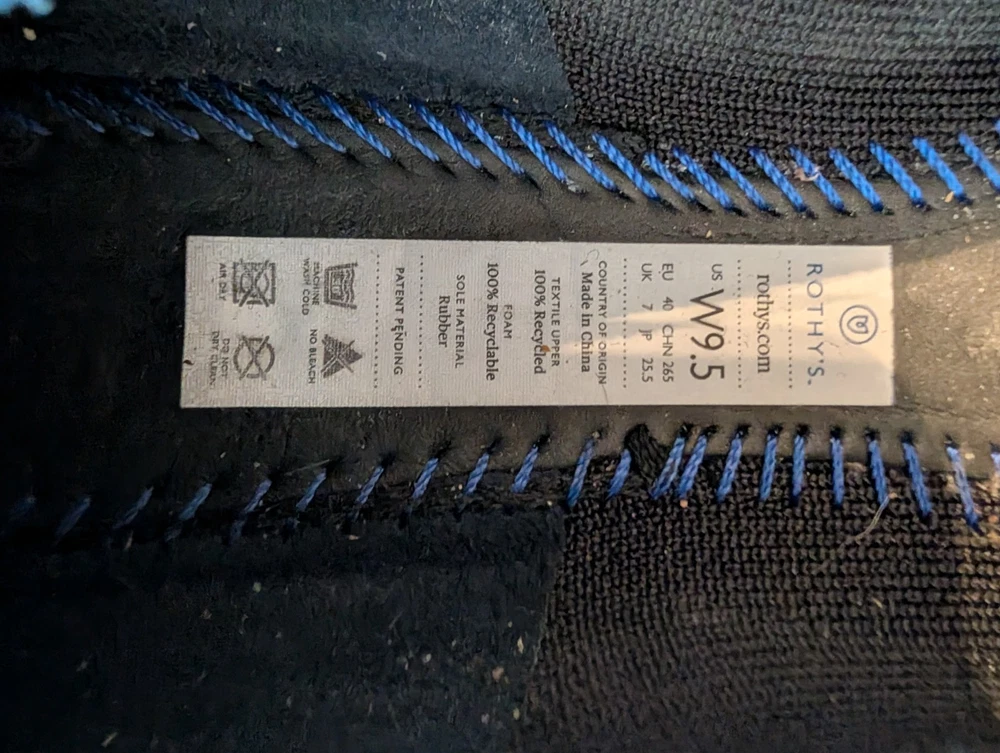 ROTHY'S
rothys.com
US W9.5
EU 40 CHN 265
UK 7 JP 25.5
COUNTRY OF ORIGIN
Made in China
TEXTILE UPPER
100% Recycled
FOAM
100% Recyclable
SOLE MATERIAL
Rubber
PATENT PENDING
MACHINE WASH COLD
NO BLEACH
AIR DRY
DO NOT DRY CLEAN